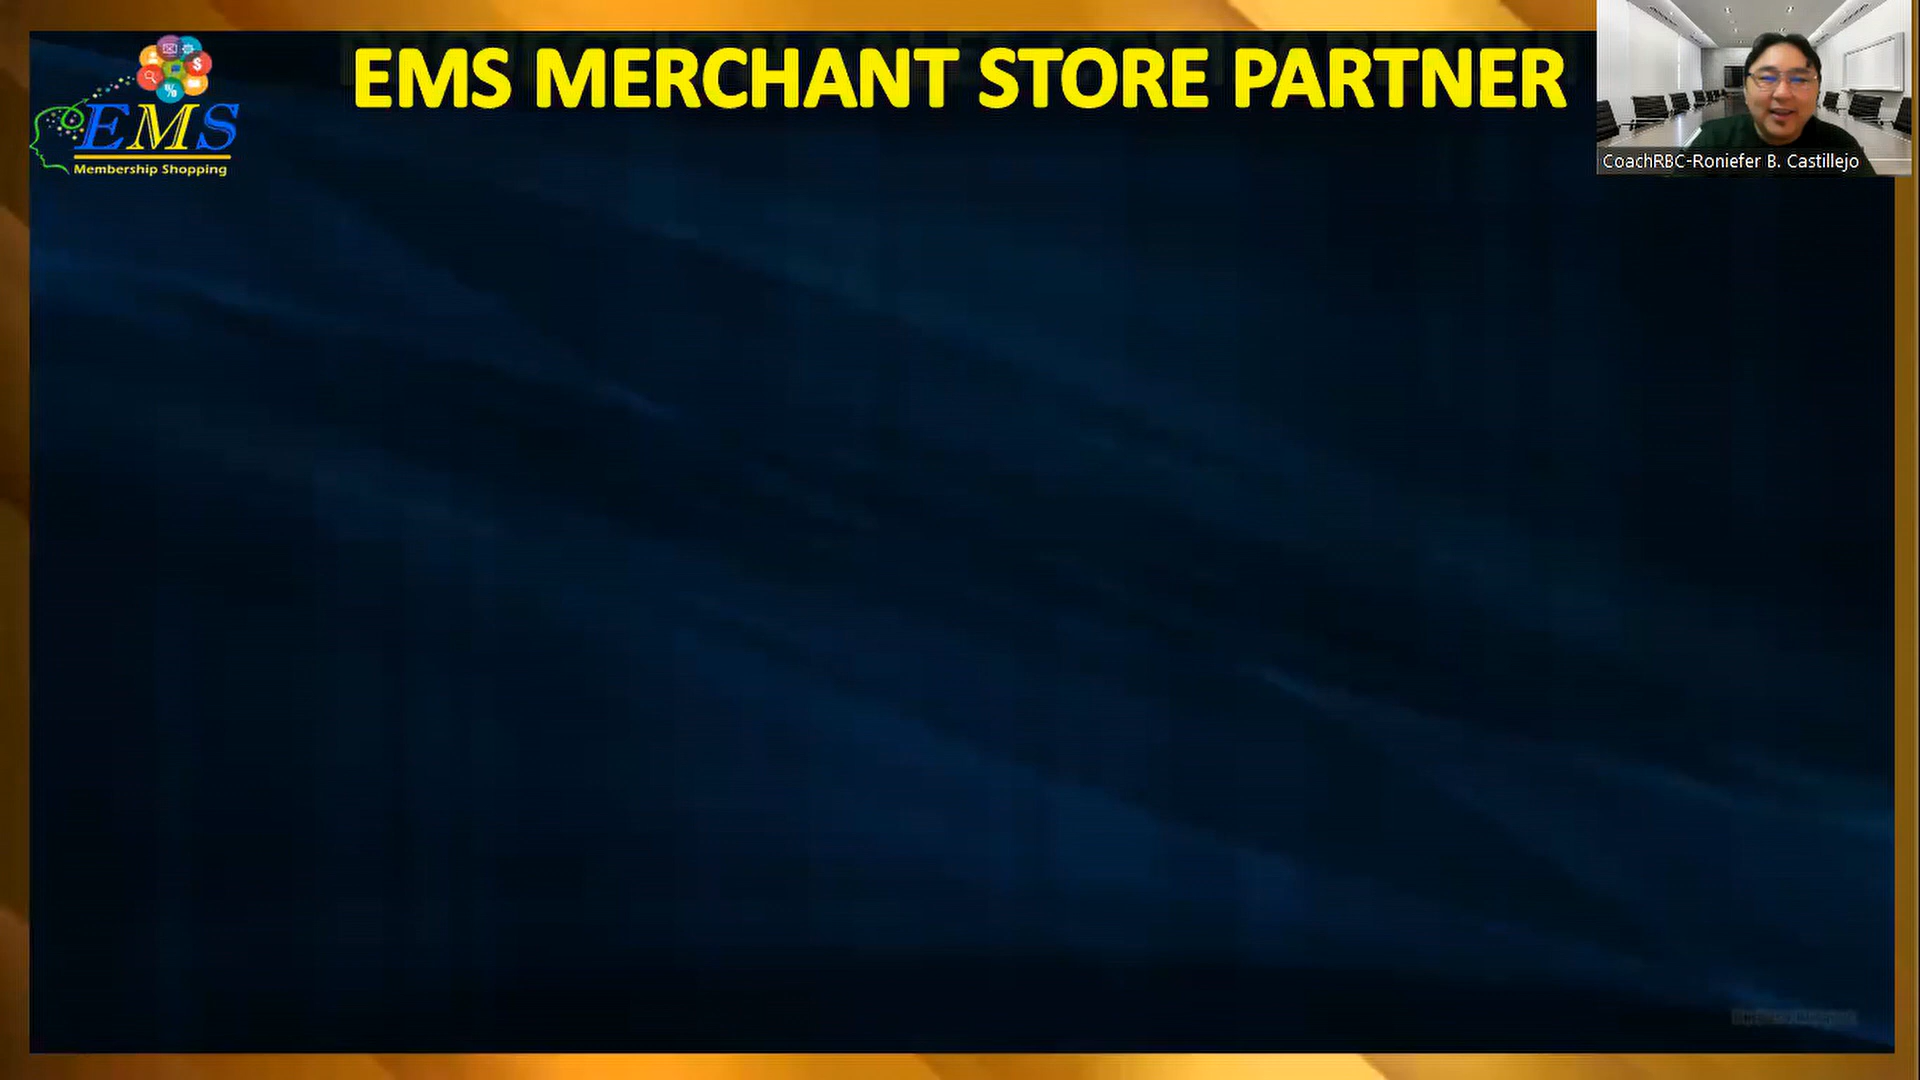 EMS MERCHANT STORE PARTNER
$
%
EMS
Membership Shopping
CoachRBC-Roniefer B. Castillejo